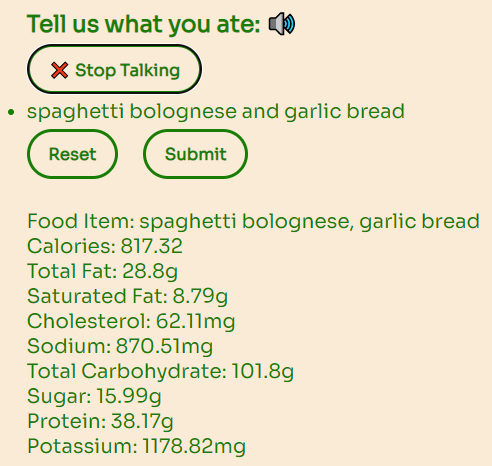 Tell us what you ate:
Stop Talking
spaghetti bolognese and garlic bread
Reset
Submit
Food Item: spaghetti bolognese, garlic bread
Calories: 817.32
Total Fat: 28.8g
Saturated Fat: 8.79g
Cholesterol: 62.11mg
Sodium: 870.51mg
Total Carbohydrate: 101.8g
Sugar: 15.99g
Protein: 38.17g
Potassium: 1178.82mg